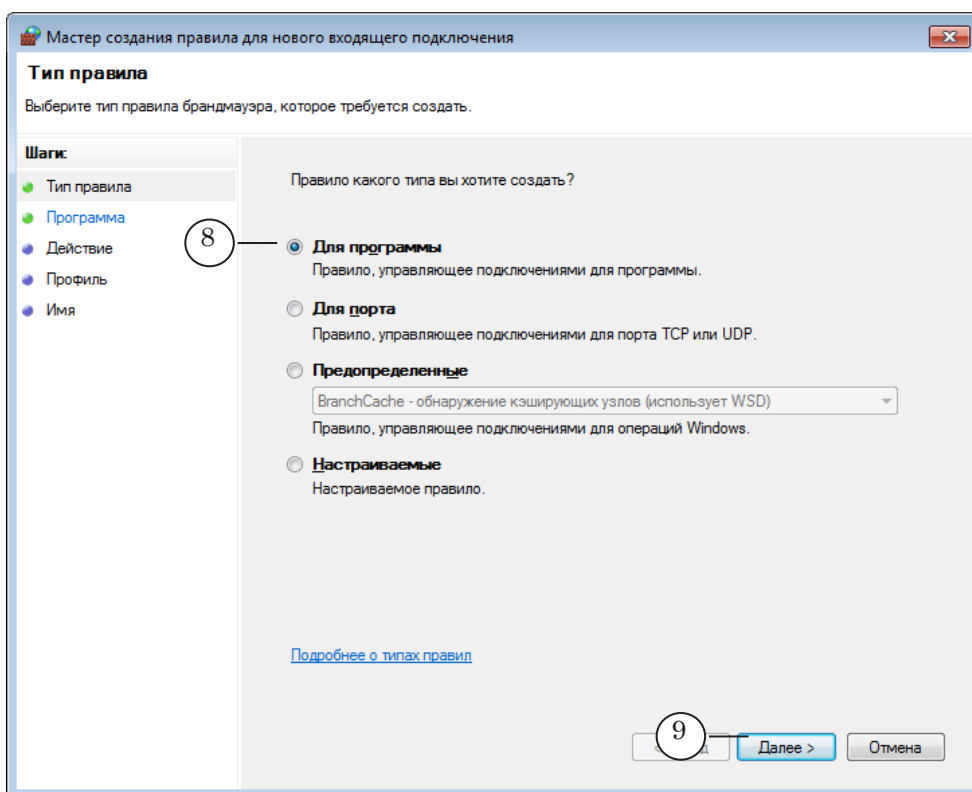 Мастер создания правила для нового входящего подключения
Тип правила
Выберите тип правила брандмауэра, которое требуется создать.
Шаги:
Тип правила
Программа
Действие
Профиль
Имя
Правило какого типа вы хотите создать?
8
Для программы
Правило, управляющее подключениями для программы.
Для порта
Правило, управляющее подключениями для порта TCP или UDP.
Предопределенные
BranchCache - обнаружение кэширующих узлов (использует WSD)
Правило, управляющее подключениями для операций Windows.
Настраиваемые
Настраиваемое правило.
Подробнее о типах правил
9
Далее >
Отмена